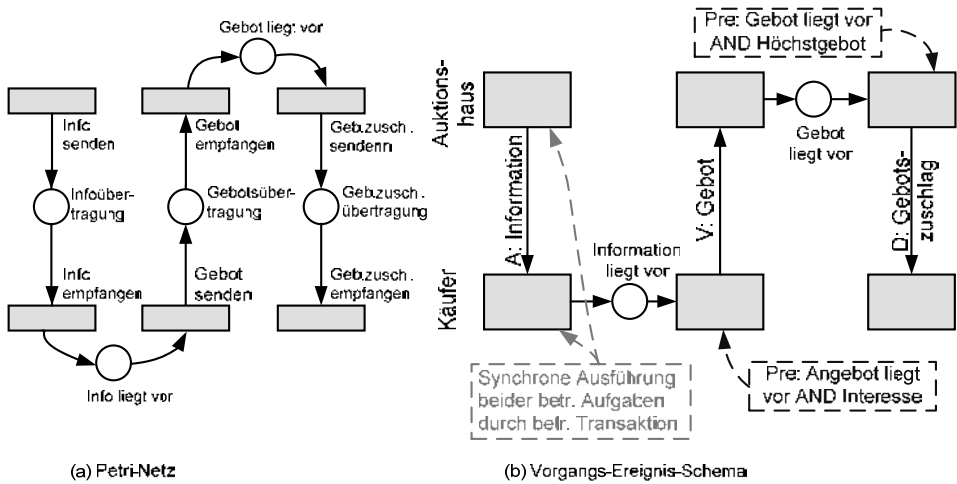 Gebot liegt vor
Info
senden
Gebot
empfangen
Geb.zusch.
sendenn
Infoüber-
tragung
Gebotsüber-
tragung
Geb.zusch.
übertragung
Info
empfangen
Gebot
senden
Geb.zusch.
empfangen
Info liegt vor
(a) Petri-Netz
Pre: Gebot liegt vor
AND Höchstgebot
Auktions-
haus
Gebot
liegt vor
A: Information
V: Gebot
D: Gebots-
zuschlag
Information
liegt vor
Käufer
Synchrone Ausführung
beider betr. Aufgaben
durch betr. Transaktion
Pre: Angebot liegt
vor AND Interesse
(b) Vorgangs-Ereignis-Schema